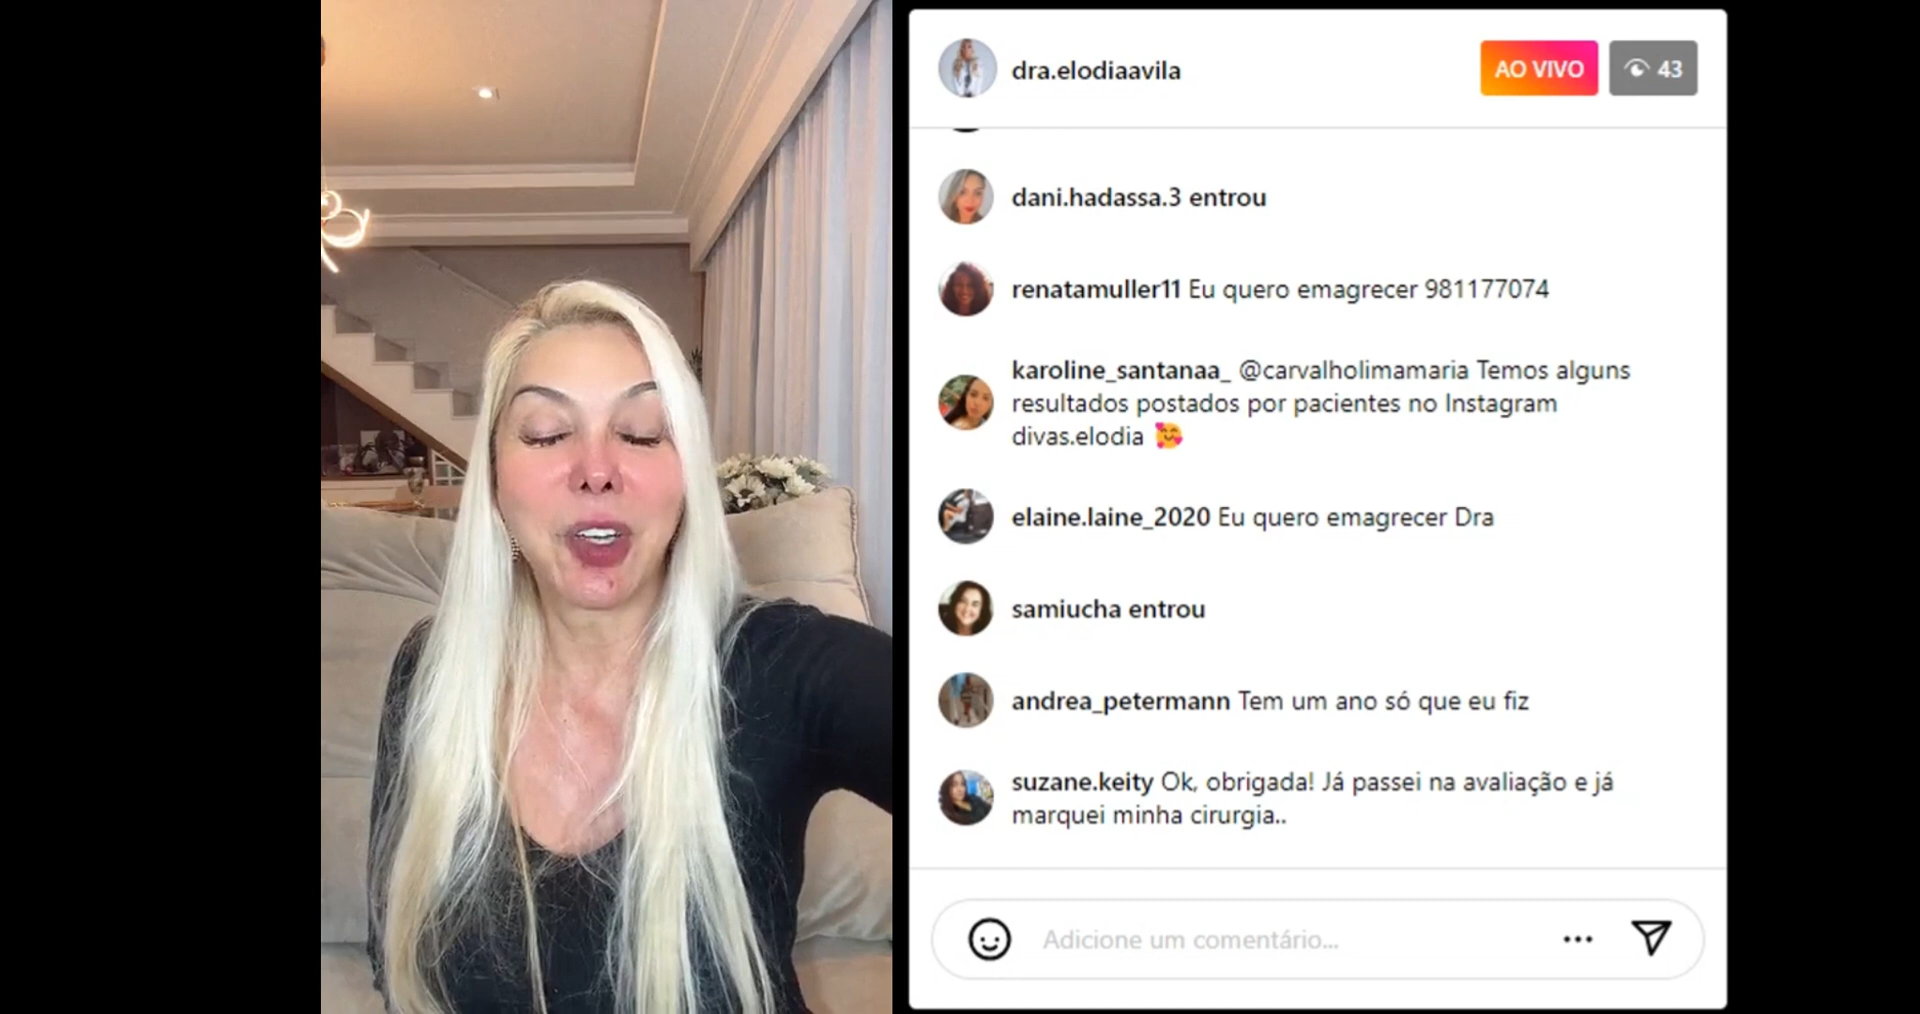 dra.elodiaavila
AO VIVO
43
dani.hadassa.3 entrou
renatamuller11 Eu quero emagrecer 981177074
karoline_santanaa_ @carvalholimamaria Temos alguns
resultados postados por pacientes no Instagram
divas.elodia 🥰
elaine.laine_2020 Eu quero emagrecer Dra
samiucha entrou
andrea_petermann Tem um ano só que eu fiz
suzane.keity Ok, obrigada! Já passei na avaliação e já
marquei minha cirurgia..
Adicione um comentário...